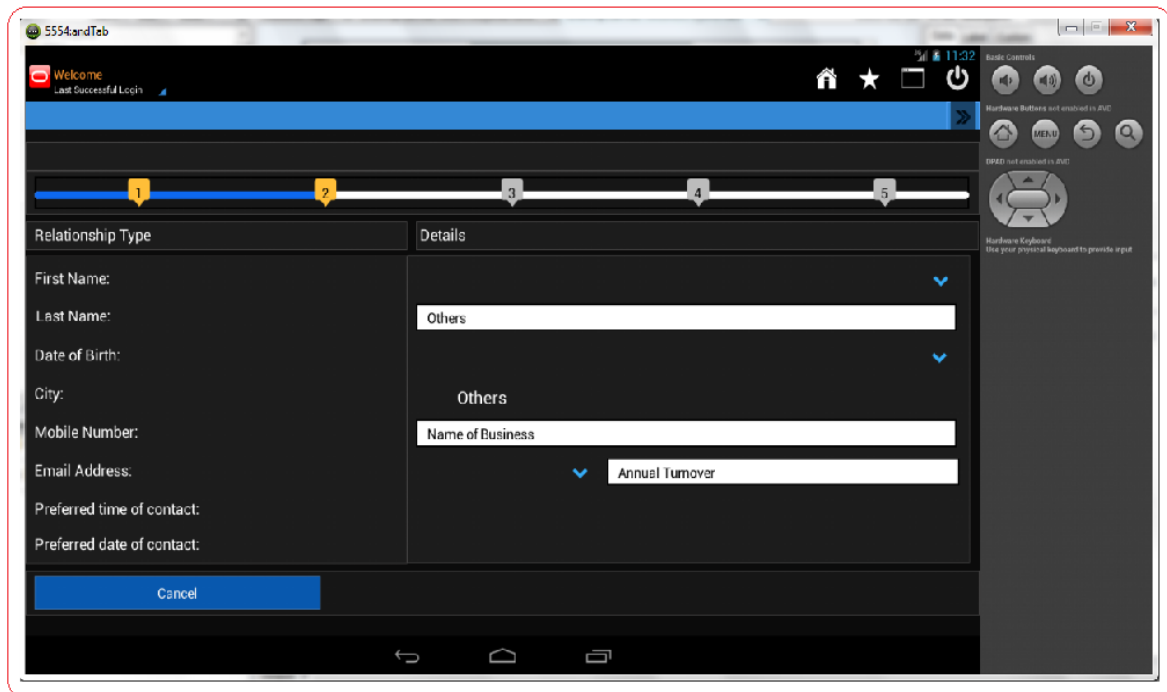 5554:andTab
Welcome
Last Successful Login
11:32
Basic Controls
Hardware Buttons not enabled in AVD
MENU
DPAD not enabled in AVD
1 2 3 4 5
Relationship Type
Details
Hardware Keyboard
Use your physical keyboard to provide input
First Name:
Last Name:
Others
Date of Birth:
City:
Others
Mobile Number:
Name of Business
Email Address:
Annual Turnover
Preferred time of contact:
Preferred date of contact:
Cancel